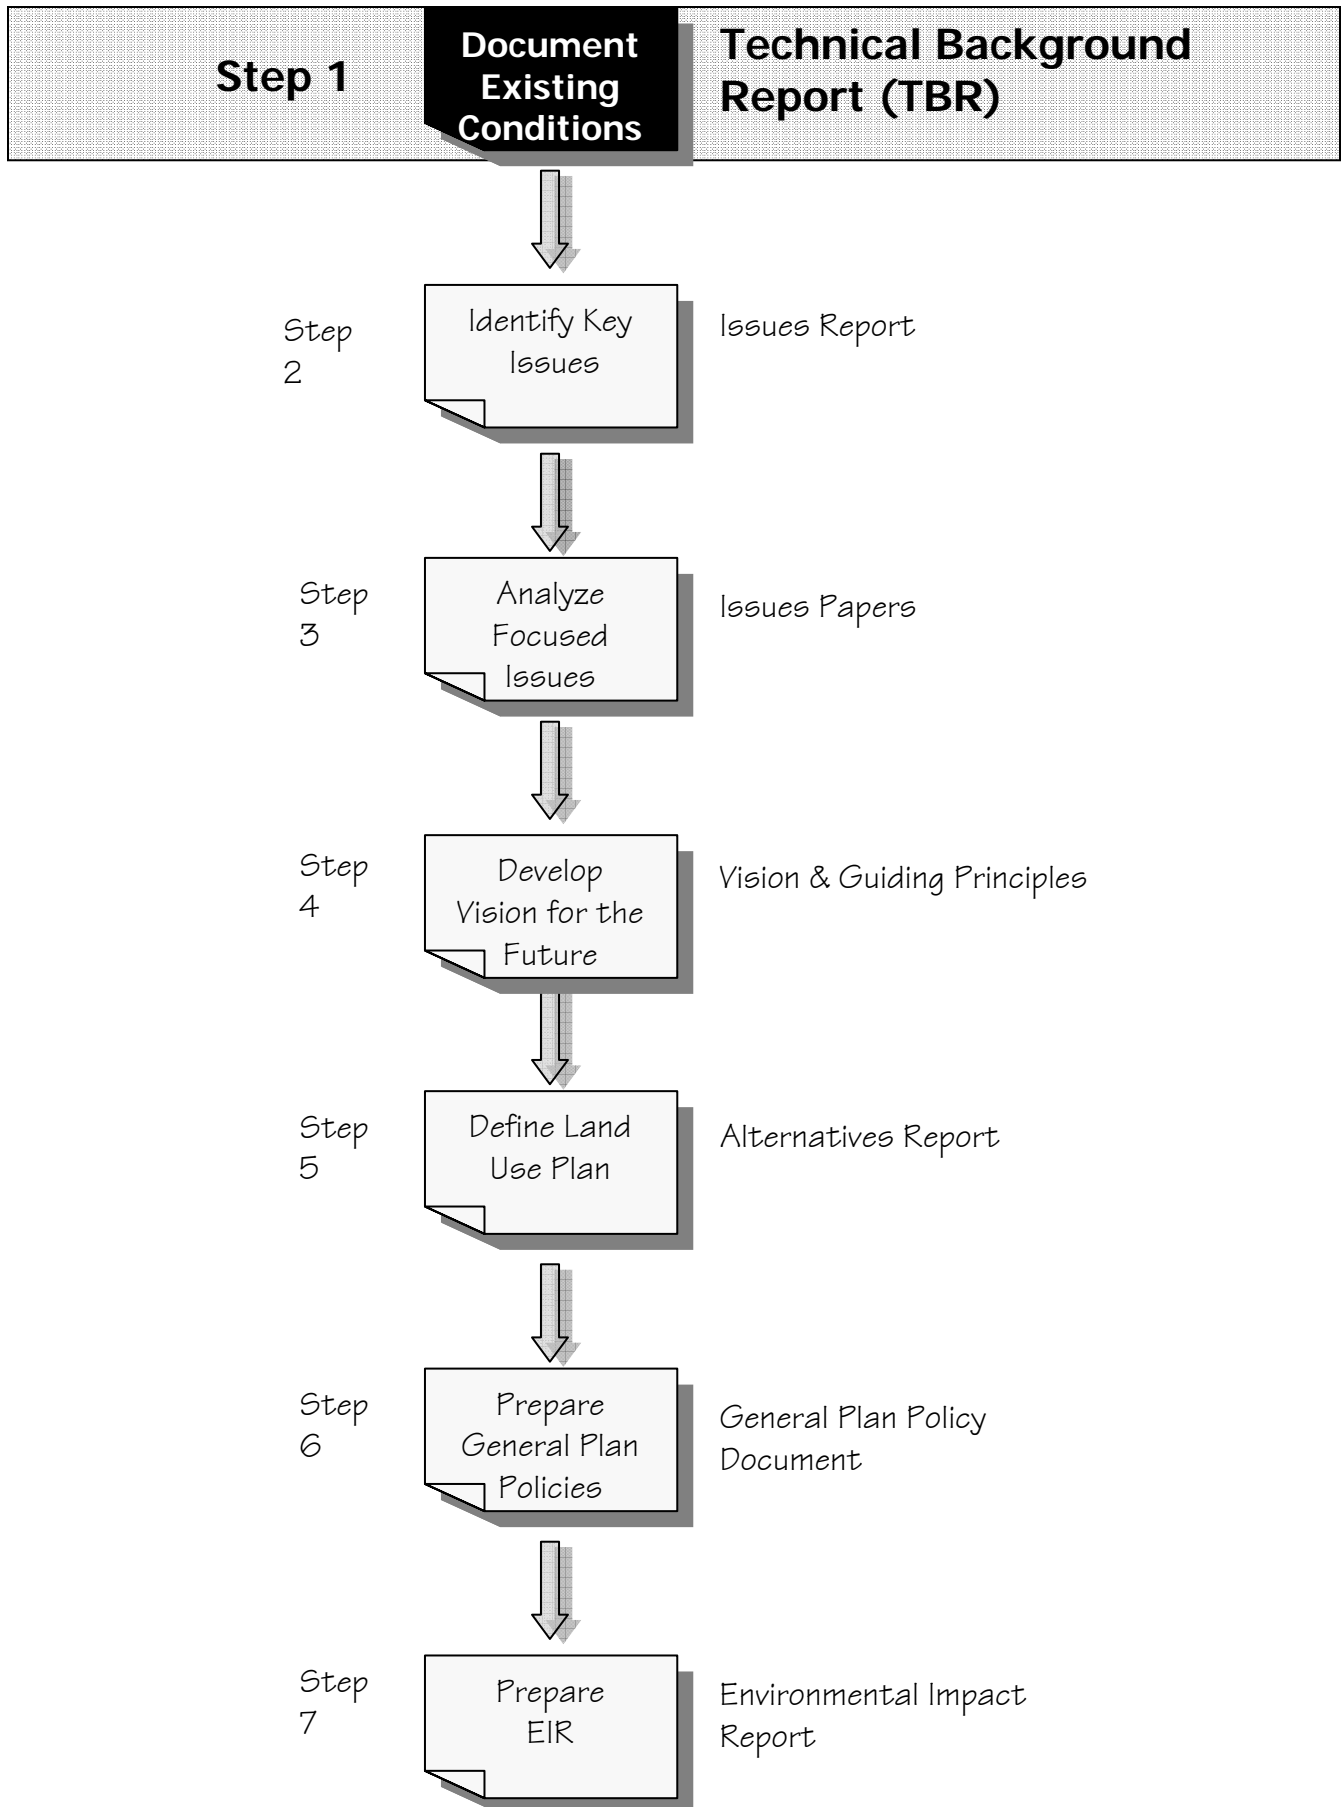 Step 1
Document
Existing
Conditions
Technical Background
Report (TBR)
Step
2
Identify Key
Issues
Issues Report
Step
3
Analyze
Focused
Issues
Issues Papers
Step
4
Develop
Vision for the
Future
Vision & Guiding Principles
Step
5
Define Land
Use Plan
Alternatives Report
Step
6
Prepare
General Plan
Policies
General Plan Policy
Document
Step
7
Prepare
EIR
Environmental Impact
Report